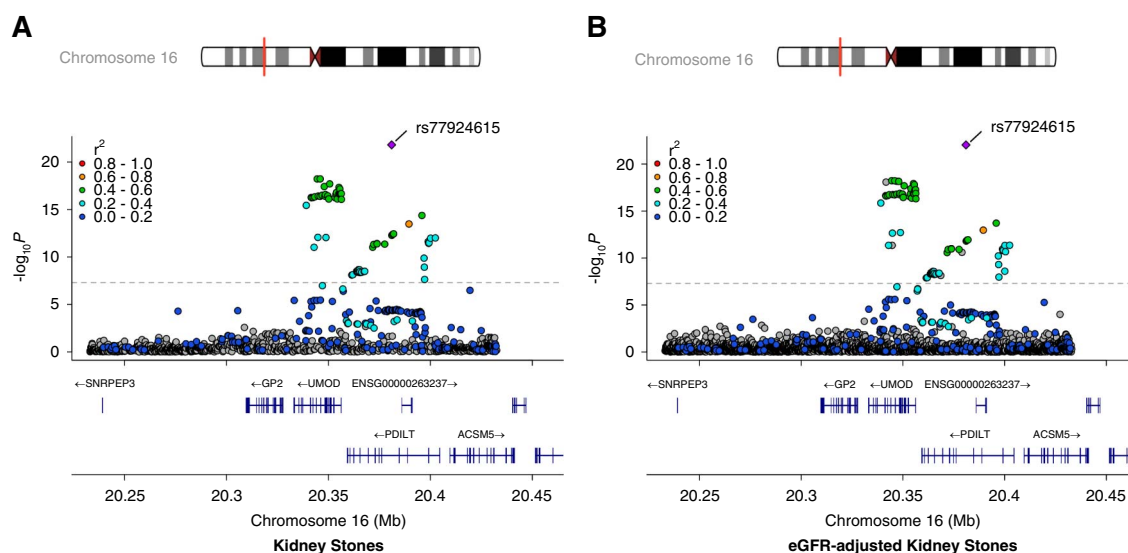 A
Chromosome 16
rs77924615
r2
0.8 - 1.0
0.6 - 0.8
0.4 - 0.6
0.2 - 0.4
0.0 - 0.2
-log10P
20
15
10
5
0
←SNRPEP3
←GP2
←UMOD
ENSG00000263237→
←PDILT
ACSM5→
20.25 20.3 20.35 20.4 20.45
Chromosome 16 (Mb)
Kidney Stones
B
Chromosome 16
rs77924615
r2
0.8 - 1.0
0.6 - 0.8
0.4 - 0.6
0.2 - 0.4
0.0 - 0.2
-log10P
20
15
10
5
0
←SNRPEP3
←GP2
←UMOD
ENSG00000263237→
←PDILT
ACSM5→
20.25 20.3 20.35 20.4 20.45
Chromosome 16 (Mb)
eGFR-adjusted Kidney Stones